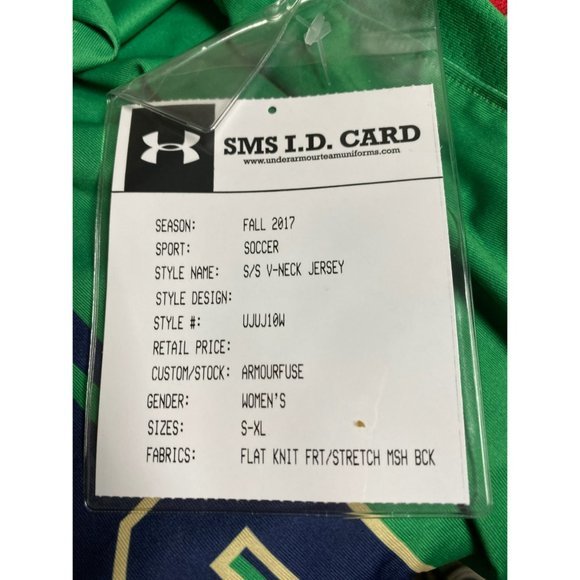 SMS I.D. CARD
www.underarmourteamuniforms.com
SEASON: FALL 2017
SPORT: SOCCER
STYLE NAME: S/S V-NECK JERSEY
STYLE DESIGN:
STYLE #: UJUJ10W
RETAIL PRICE:
CUSTOM/STOCK: ARMOURFUSE
GENDER: WOMEN'S
SIZES: S-XL
FABRICS: FLAT KNIT FRT/STRETCH MSH BCK